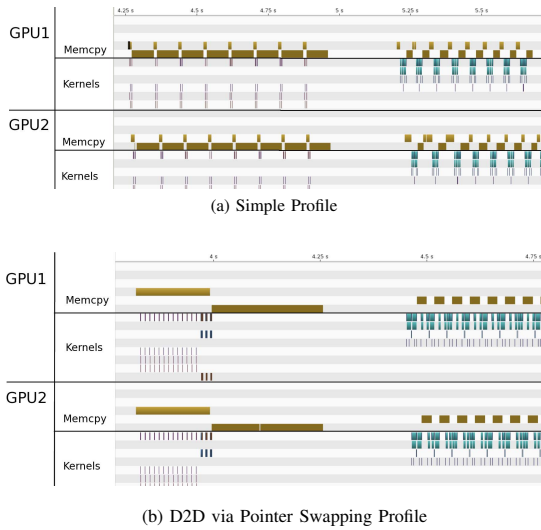 4.25 s 4.5 s 4.75 s 5 s 5.25 s 5.5 s
GPU1
Memcpy
Kernels
GPU2
Memcpy
Kernels
(a) Simple Profile
4 s 4.25 s 4.5 s 4.75 s
GPU1
Memcpy
Kernels
GPU2
Memcpy
Kernels
(b) D2D via Pointer Swapping Profile